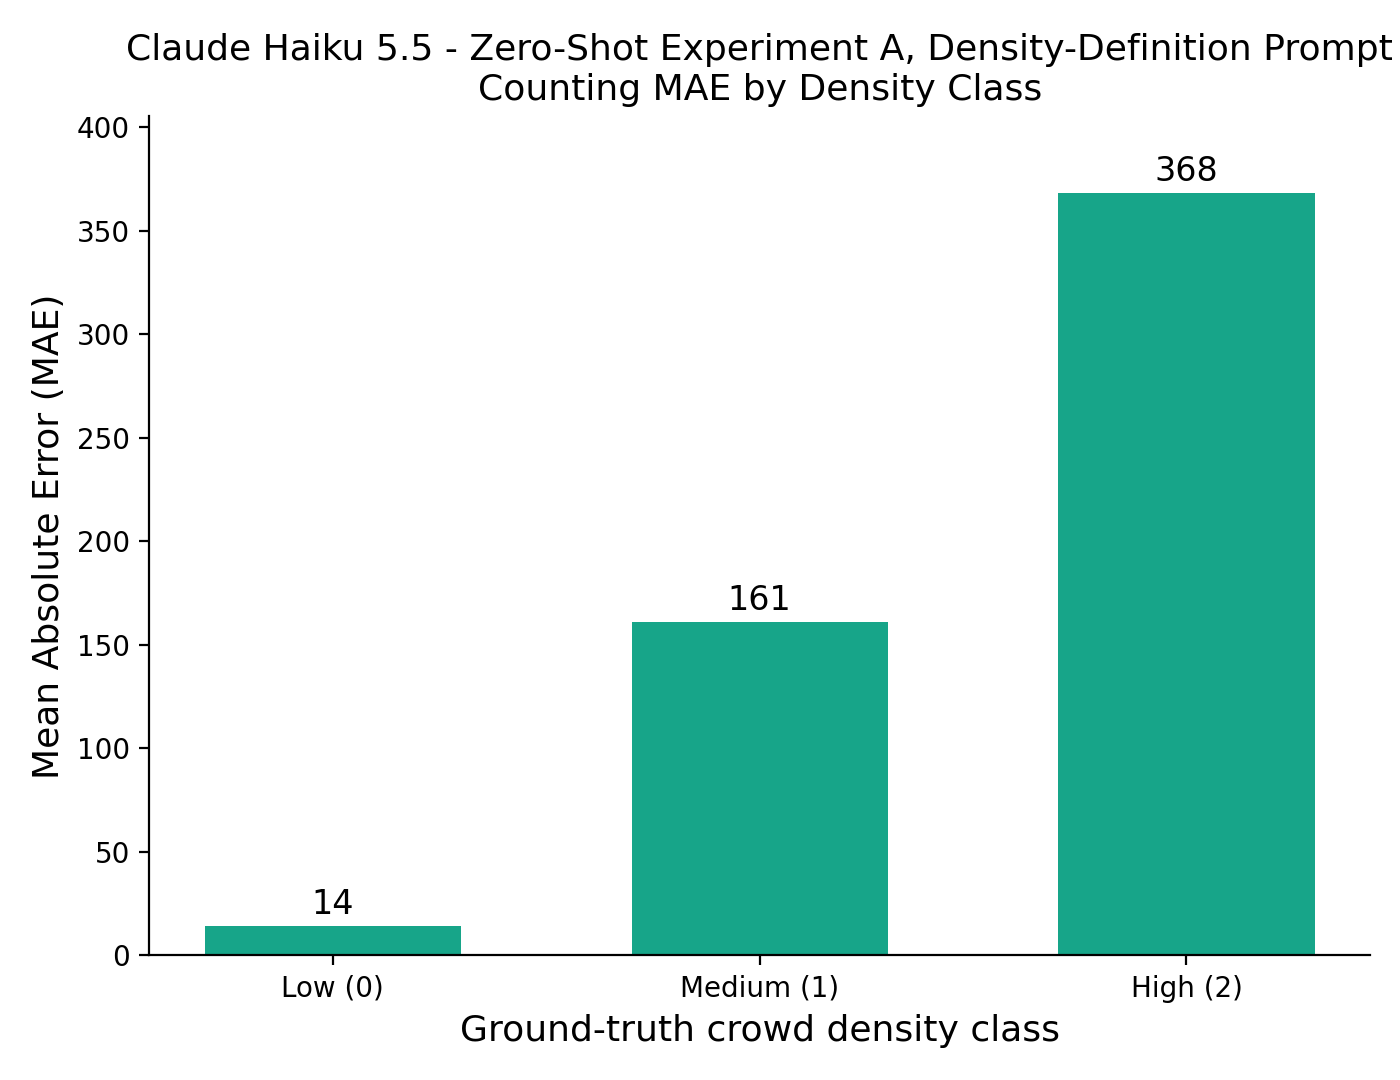 Claude Haiku 5.5 - Zero-Shot Experiment A, Density-Definition Prompt
Counting MAE by Density Class
400
350
300
250
200
150
100
50
0
Mean Absolute Error (MAE)
14
161
368
Low (0)
Medium (1)
High (2)
Ground-truth crowd density class